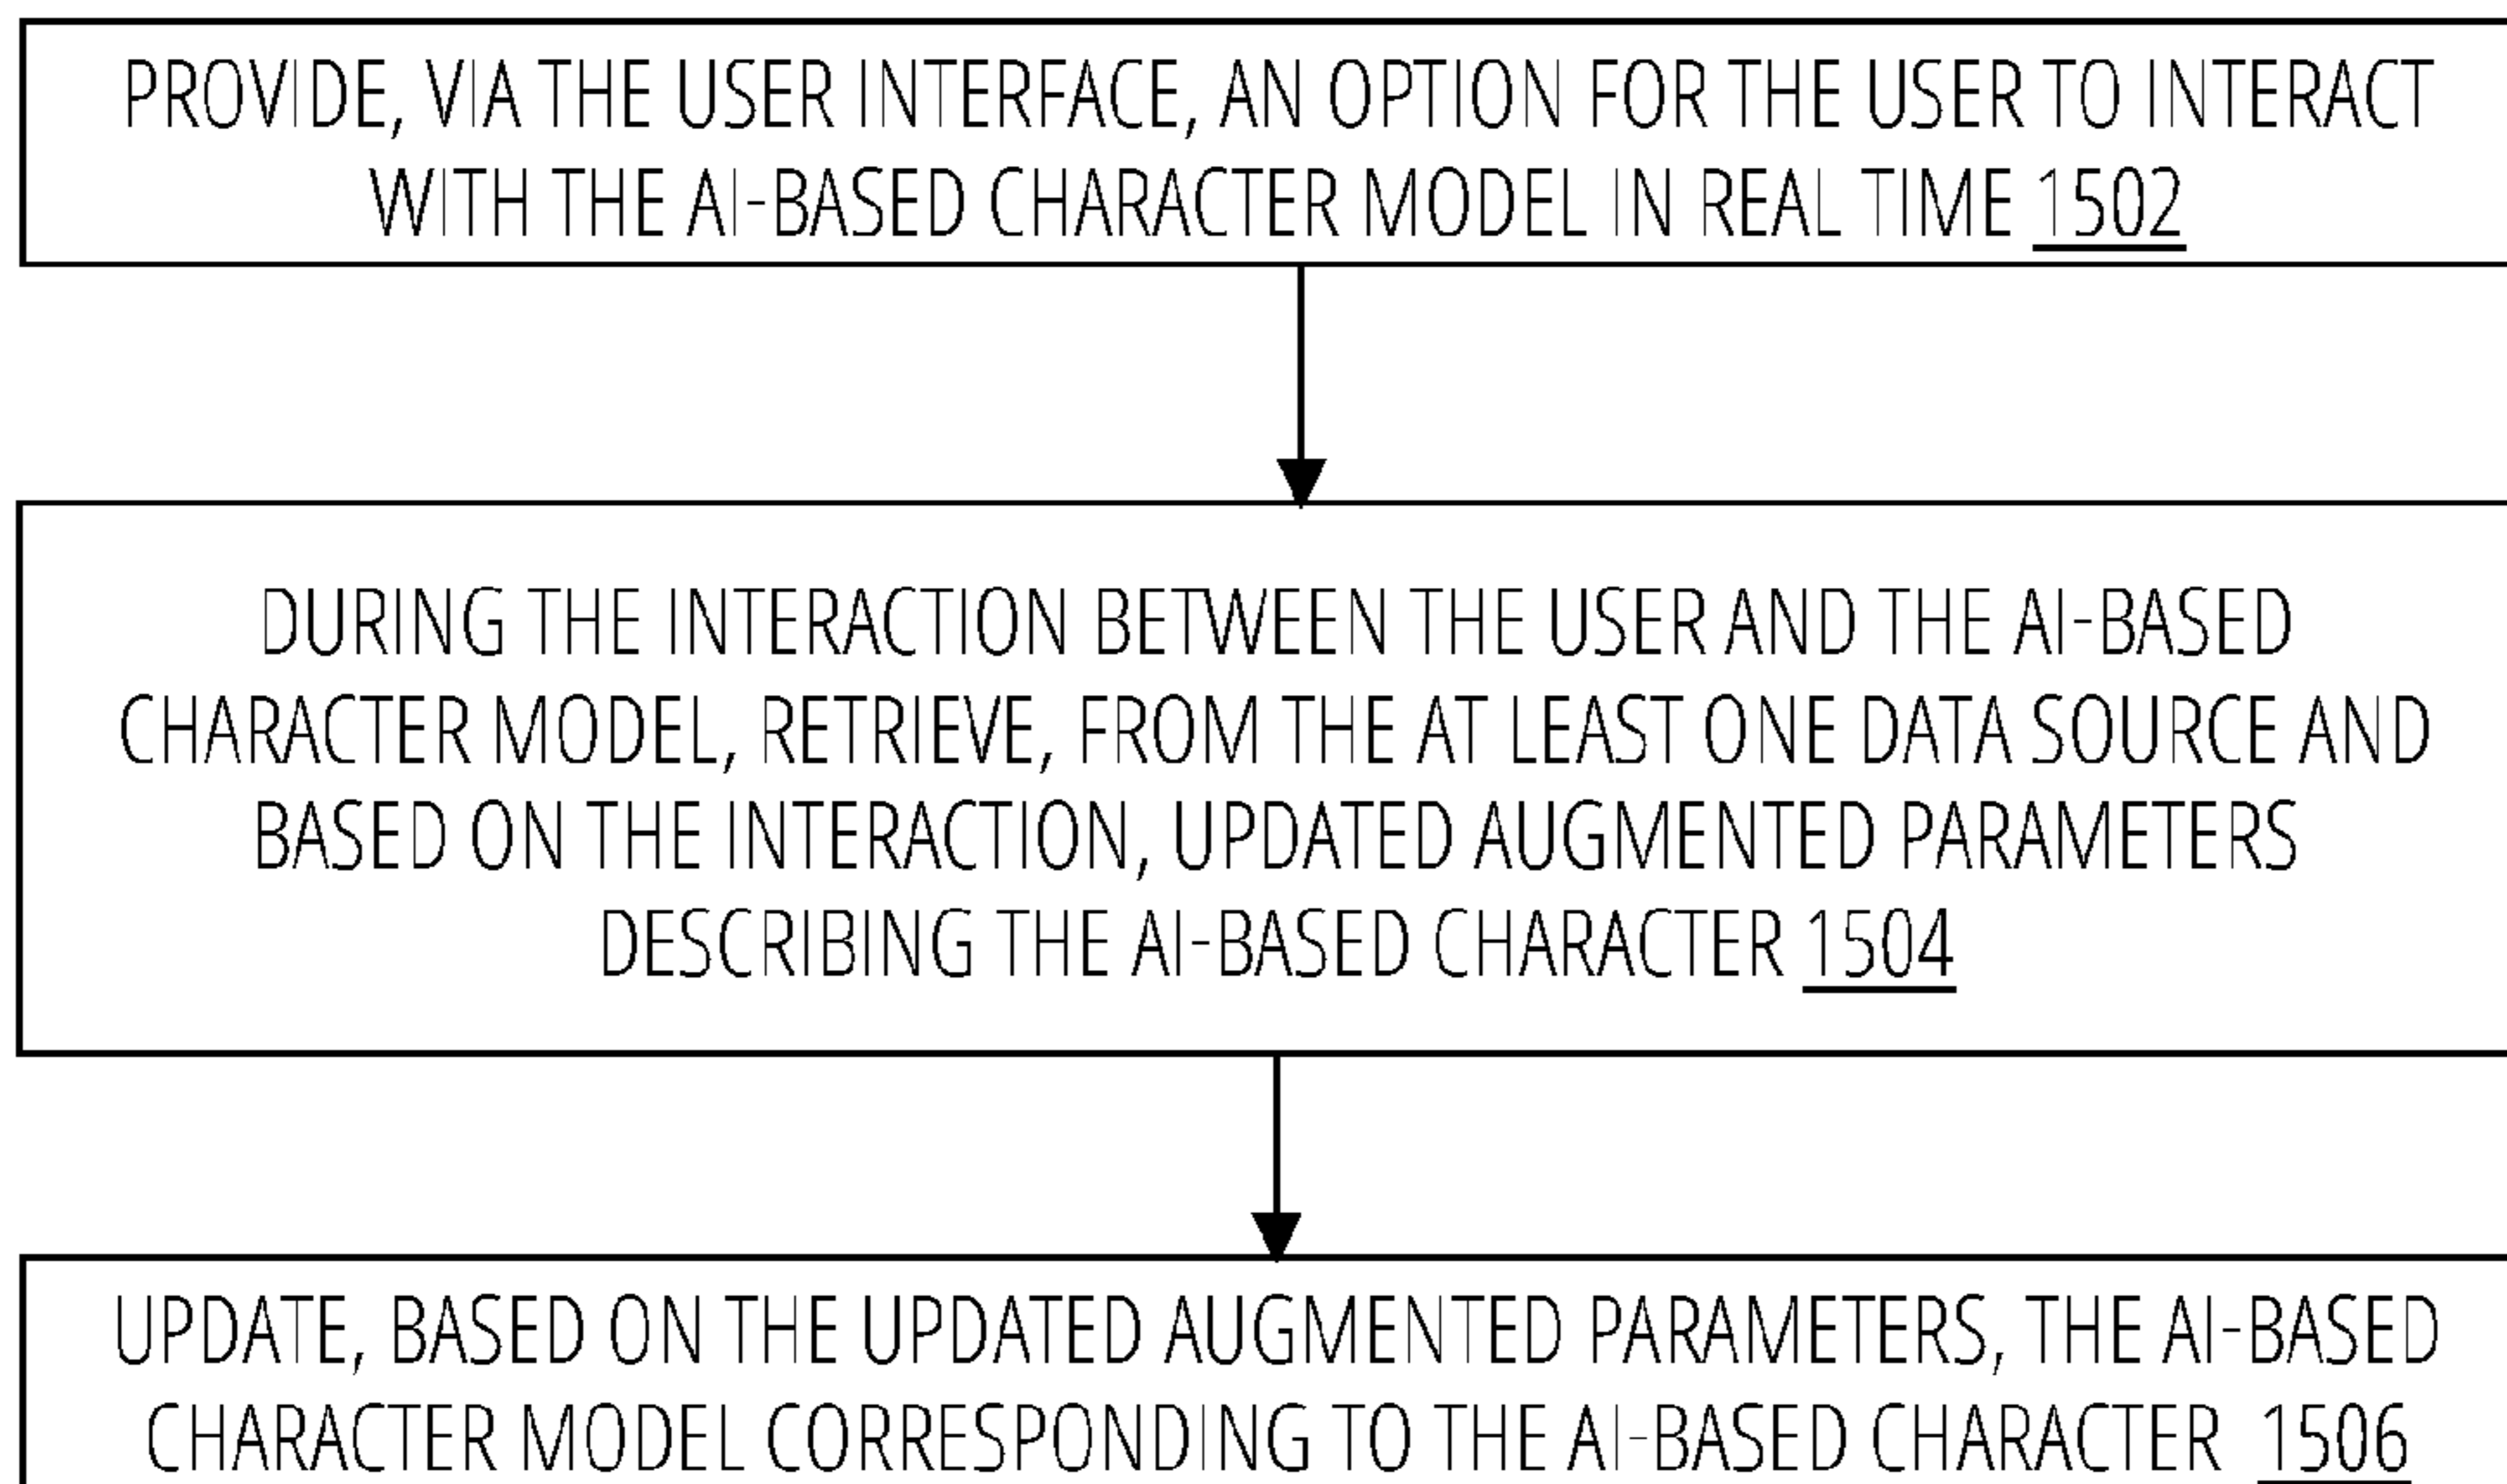 PROVIDE, VIA THE USER INTERFACE, AN OPTION FOR THE USER TO INTERACT
WITH THE AI-BASED CHARACTER MODEL IN REAL TIME 1502
DURING THE INTERACTION BETWEEN THE USER AND THE AI-BASED
CHARACTER MODEL, RETRIEVE, FROM THE AT LEAST ONE DATA SOURCE AND
BASED ON THE INTERACTION, UPDATED AUGMENTED PARAMETERS
DESCRIBING THE AI-BASED CHARACTER 1504
UPDATE, BASED ON THE UPDATED AUGMENTED PARAMETERS, THE AI-BASED
CHARACTER MODEL CORRESPONDING TO THE AI-BASED CHARACTER 1506